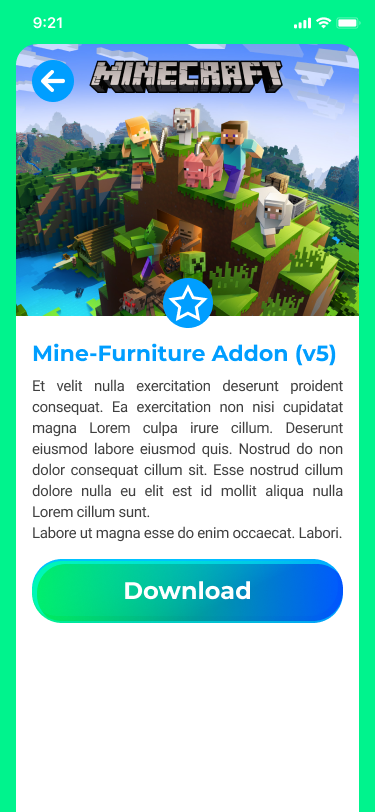 9:21
MINECRAFT
Mine-Furniture Addon (v5)
Et velit nulla exercitation deserunt proident
consequat. Ea exercitation non nisi cupidatat
magna Lorem culpa irure cillum. Deserunt
eiusmod labore eiusmod quis. Nostrud do non
dolor consequat cillum sit. Esse nostrud cillum
dolore nulla eu elit est id mollit aliqua nulla
Lorem cillum sunt.
Labore ut magna esse do enim occaecat. Labori.
Download